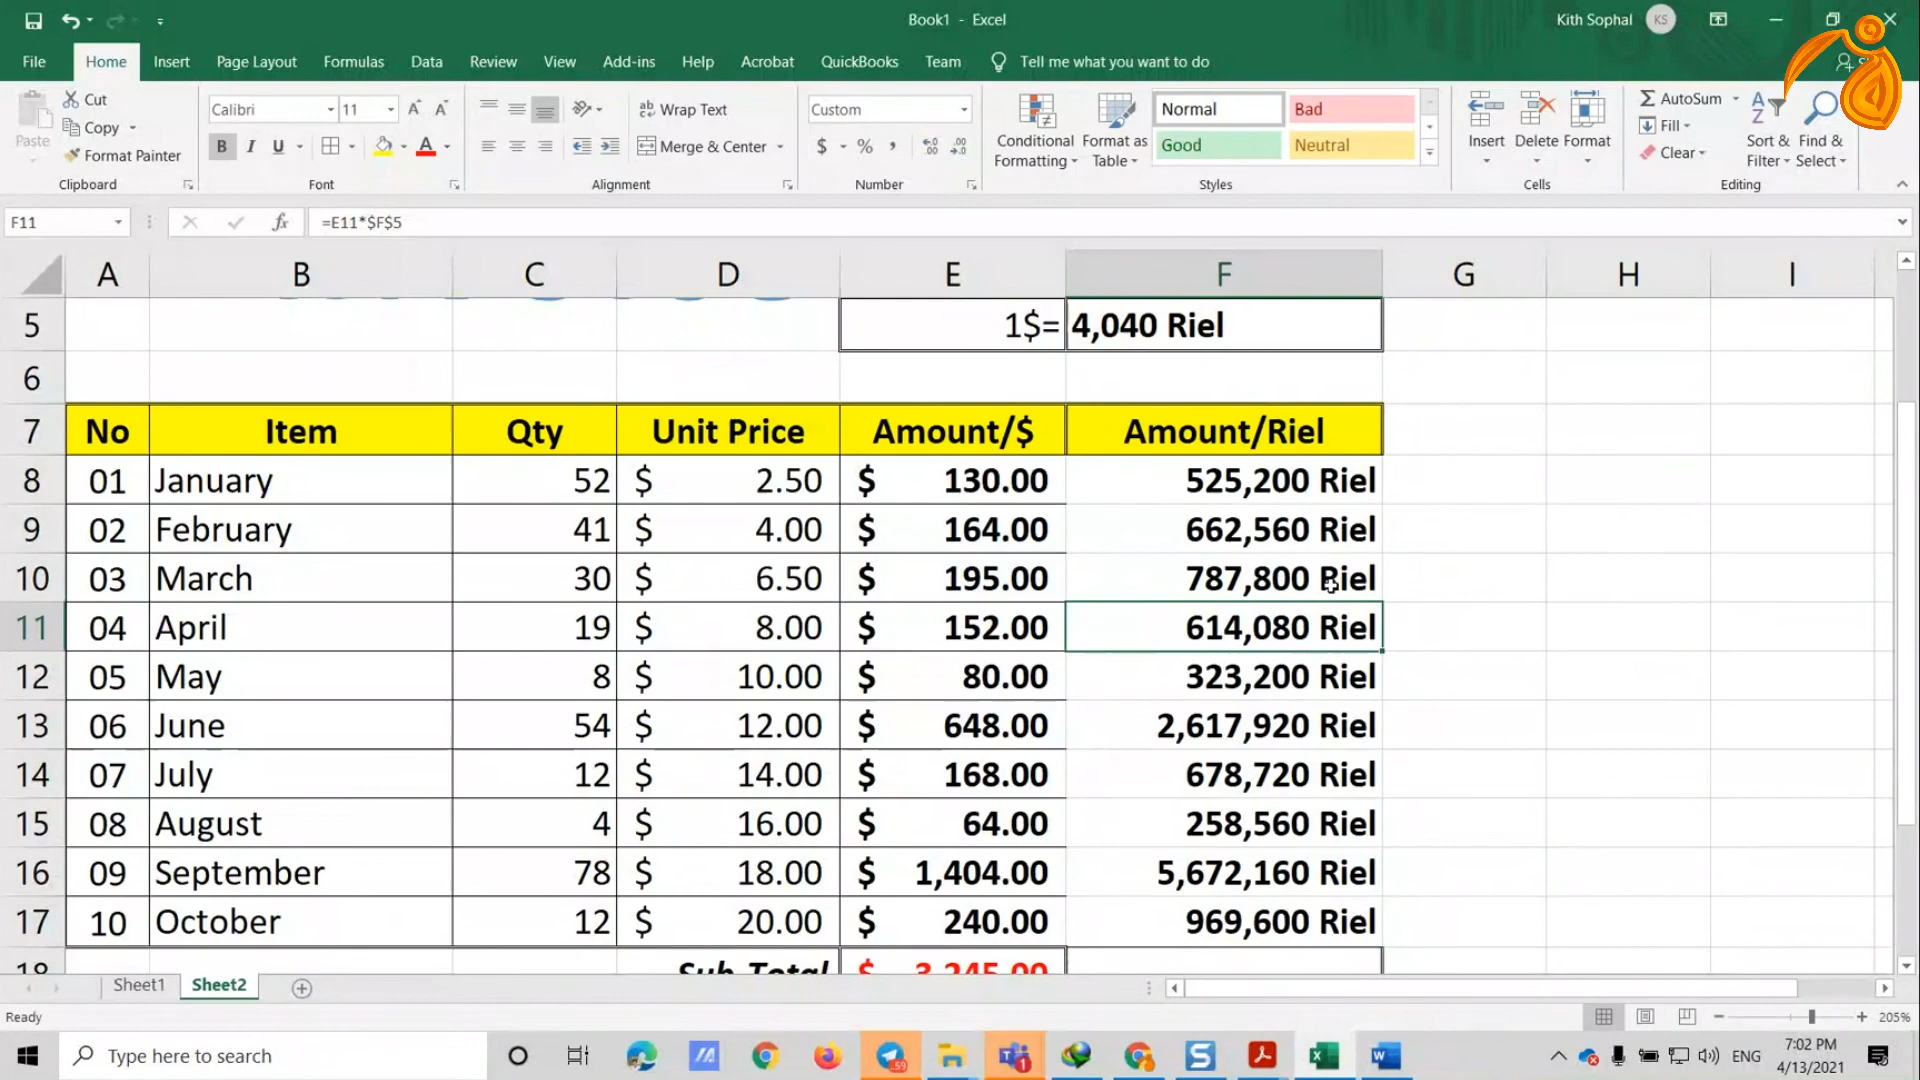 Book1 - Excel
Kith Sophal KS
File Home Insert Page Layout Formulas Data Review View Add-ins Help Acrobat QuickBooks Team Tell me what you want to do
Paste
Cut
Copy
Format Painter
Clipboard
Calibri 11
B I U
Font
Wrap Text
Merge & Center
Alignment
Custom
$ % ,
Number
Conditional Formatting
Format as Table
Normal Bad
Good Neutral
Styles
Insert Delete Format
Cells
AutoSum
Fill
Clear
Sort & Filter
Find & Select
Editing
F11 fx =E11*$F$5
A B C D E F G H I
5 1$= 4,040 Riel
6
7 No Item Qty Unit Price Amount/$ Amount/Riel
8 01 January 52 $ 2.50 $ 130.00 525,200 Riel
9 02 February 41 $ 4.00 $ 164.00 662,560 Riel
10 03 March 30 $ 6.50 $ 195.00 787,800 Riel
11 04 April 19 $ 8.00 $ 152.00 614,080 Riel
12 05 May 8 $ 10.00 $ 80.00 323,200 Riel
13 06 June 54 $ 12.00 $ 648.00 2,617,920 Riel
14 07 July 12 $ 14.00 $ 168.00 678,720 Riel
15 08 August 4 $ 16.00 $ 64.00 258,560 Riel
16 09 September 78 $ 18.00 $ 1,404.00 5,672,160 Riel
17 10 October 12 $ 20.00 $ 240.00 969,600 Riel
18 Sub Total $ 3,245.00
Sheet1 Sheet2
Ready 205%
Type here to search
59
1
ENG
7:02 PM
4/13/2021